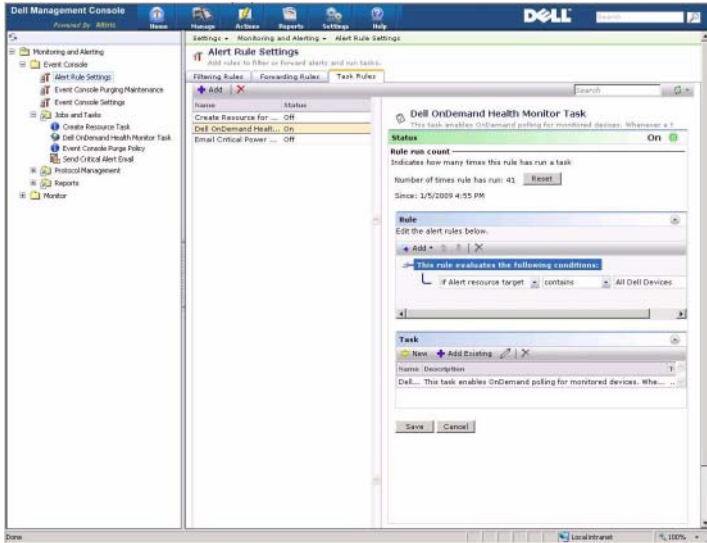 Dell Management Console
Powered By Altiris
Home
Manage
Actions
Reports
Settings
Help
DELL
Search
Settings
Monitoring and Alerting
Alert Rule Settings
Monitoring and Alerting
Event Console
Alert Rule Settings
Event Console Purging Maintenance
Event Console Settings
Jobs and Tasks
Create Resource Task
Dell OnDemand Health Monitor Task
Event Console Purge Policy
Send Critical Alert Email
Protocol Management
Reports
Monitor
Alert Rule Settings
Add rules to filter or forward alerts and run tasks.
Filtering Rules
Forwarding Rules
Task Rules
Add
Search
Name Status
Create Resource for ... Off
Dell OnDemand Healt... On
Email Critical Power ... Off
Dell OnDemand Health Monitor Task
This task enables OnDemand polling for monitored devices. Whenever a
Status On
Rule run count
Indicates how many times this rule has run a task
Number of times rule has run: 41 Reset
Since: 1/5/2009 4:55 PM
Rule
Edit the alert rules below.
Add
This rule evaluates the following conditions:
if Alert resource target contains All Dell Devices
Task
New Add Existing
Name Description T
Dell... This task enables OnDemand polling for monitored devices. Whe... ..
Save Cancel
Done
Local intranet
100%